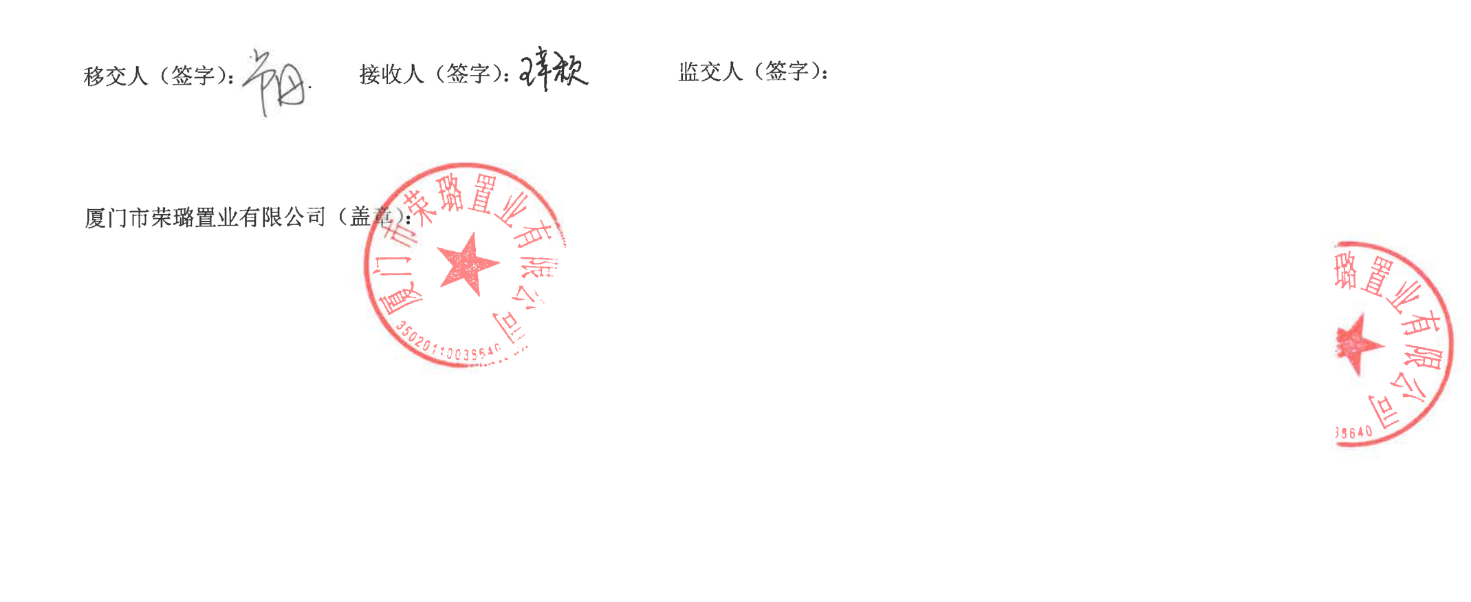 移交人（签字）： 接收人（签字）： 监交人（签字）：
厦门市荣璐置业有限公司（盖章）：
厦门市荣璐置业有限公司
璐置业有限公司